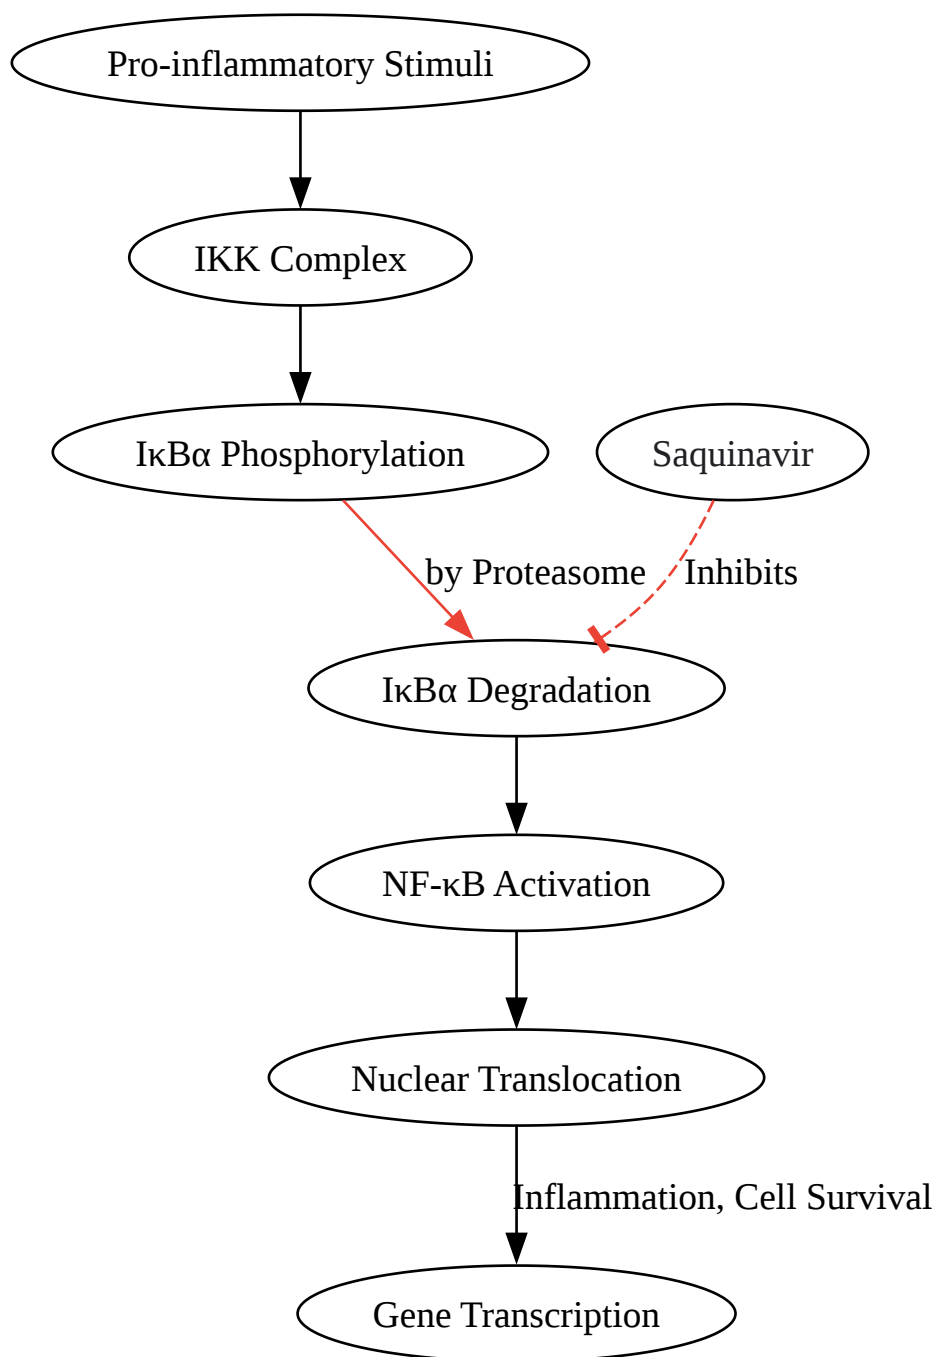 Pro-inflammatory Stimuli
IKK Complex
IκBα Phosphorylation
Saquinavir
by Proteasome
Inhibits
IκBα Degradation
NF-κB Activation
Nuclear Translocation
Inflammation, Cell Survival
Gene Transcription